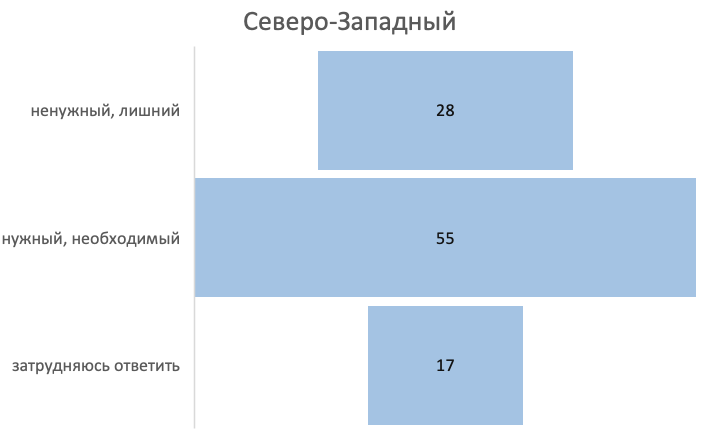 Северо-Западный
ненужный, лишний 28
нужный, необходимый 55
затрудняюсь ответить 17